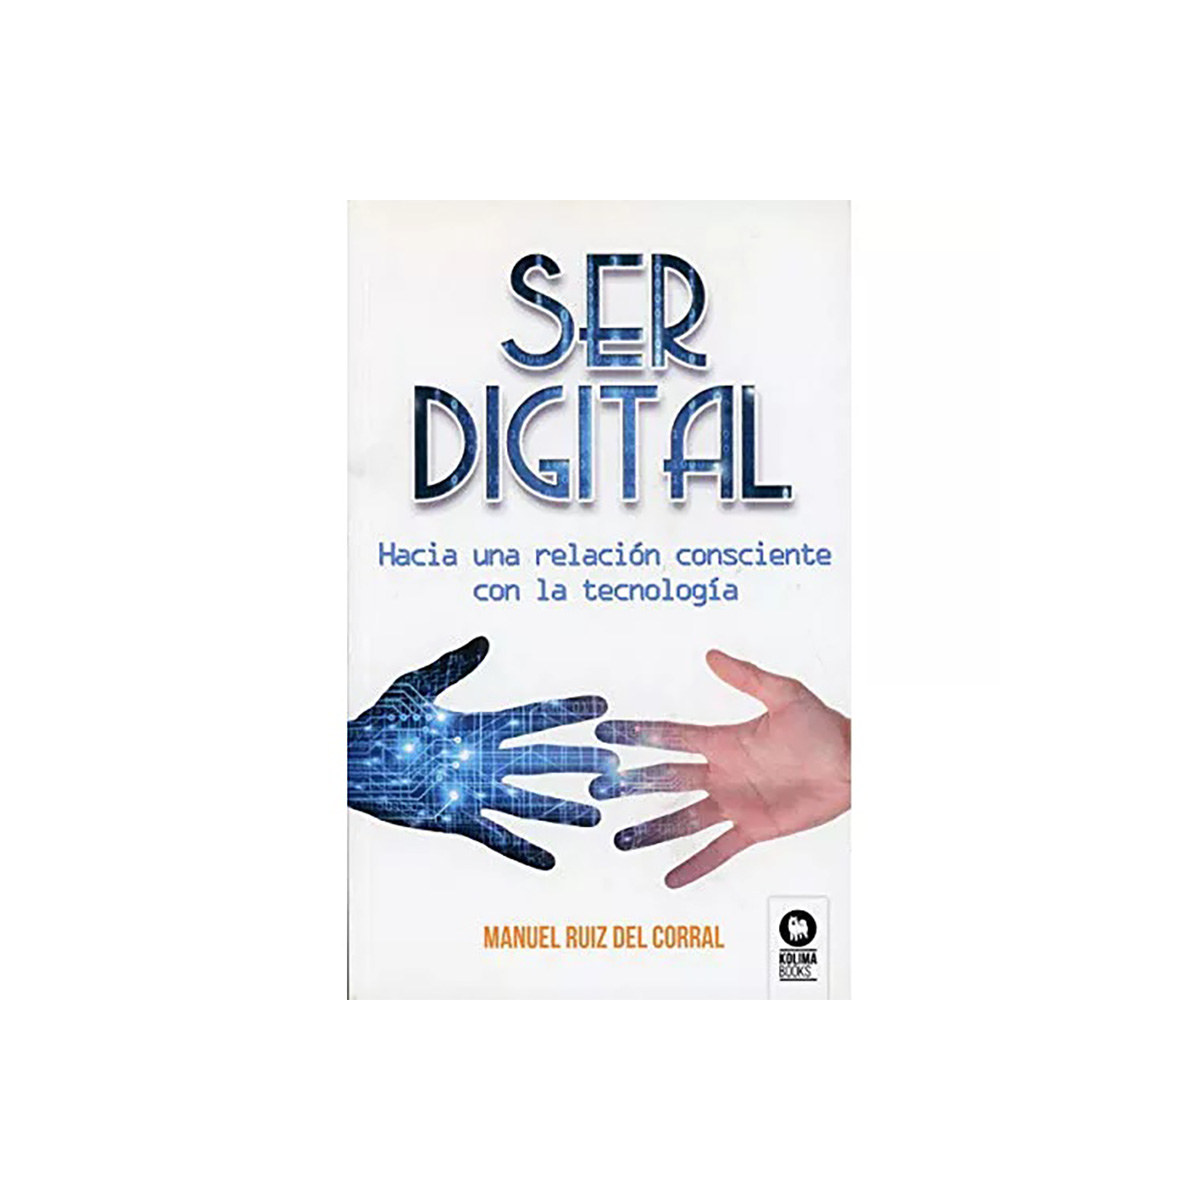 SER
DIGITAL
Hacia una relación consciente
con la tecnología
MANUEL RUIZ DEL CORRAL
KOLIMA
BOOKS